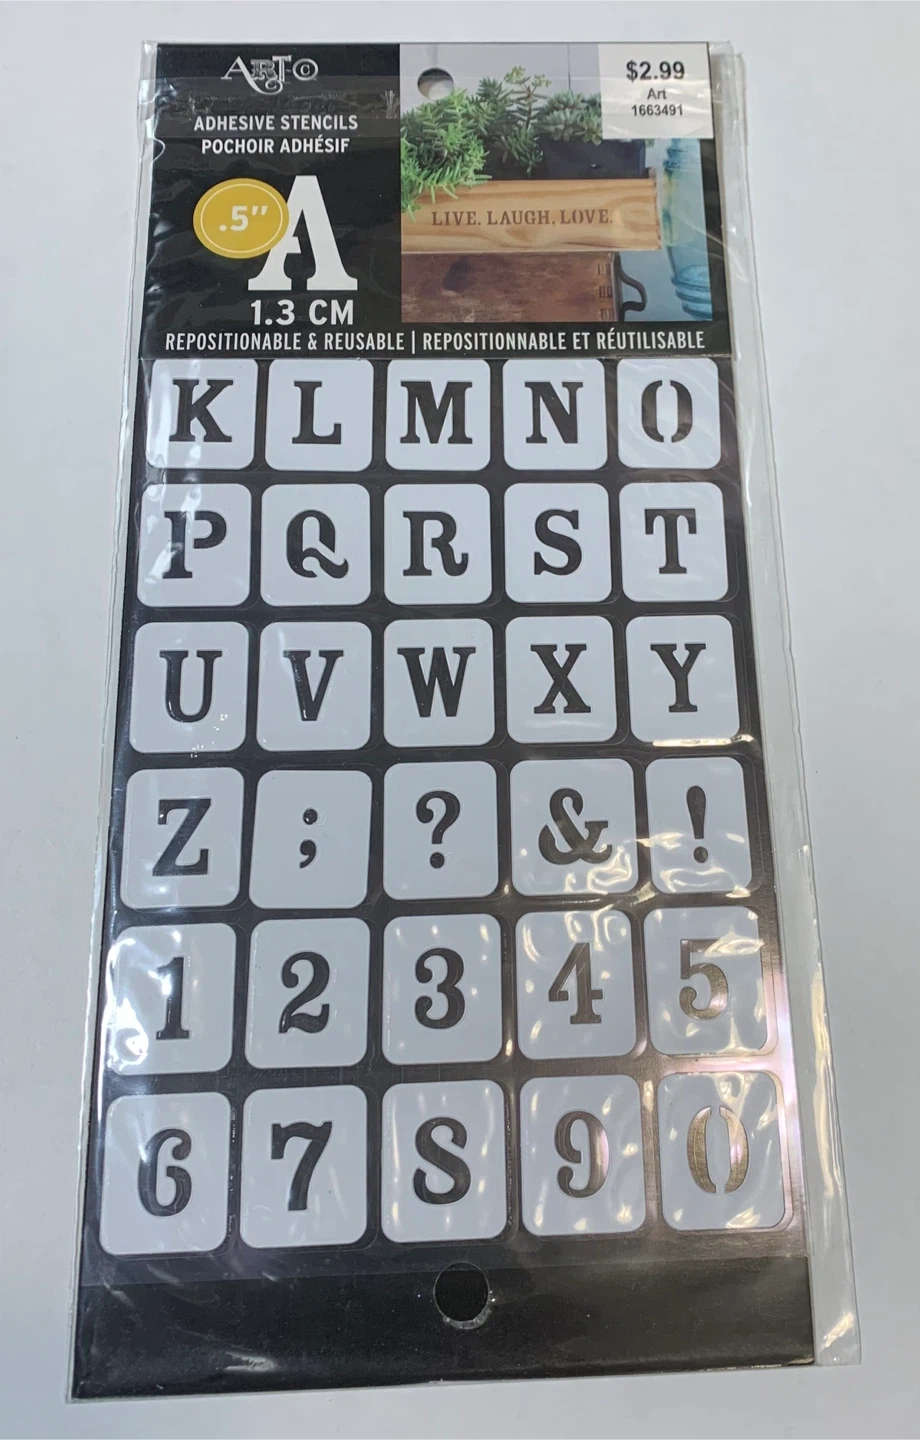 ART-C
$2.99
Art
1663491
ADHESIVE STENCILS
POCHOIR ADHÉSIF
.5"
A
LIVE. LAUGH. LOVE.
1.3 CM
REPOSITIONABLE & REUSABLE | REPOSITIONNABLE ET RÉUTILISABLE
K L M N O
P Q R S T
U V W X Y
Z ; ? & !
1 2 3 4 5
6 7 8 9 0